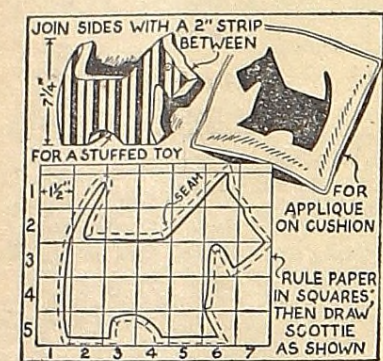 JOIN SIDES WITH A 2" STRIP
BETWEEN
7¼"
FOR A STUFFED TOY
FOR
APPLIQUE
ON CUSHION
1½"
SEAM
1
2
3
4
5
1 2 3 4 5 6 7
RULE PAPER
IN SQUARES;
THEN DRAW
SCOTTIE
AS SHOWN